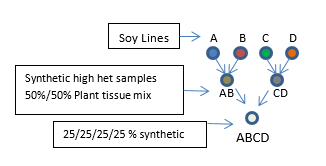 Soy Lines
A B C D
Synthetic high het samples
50%/50% Plant tissue mix
AB CD
25/25/25/25 % synthetic
ABCD